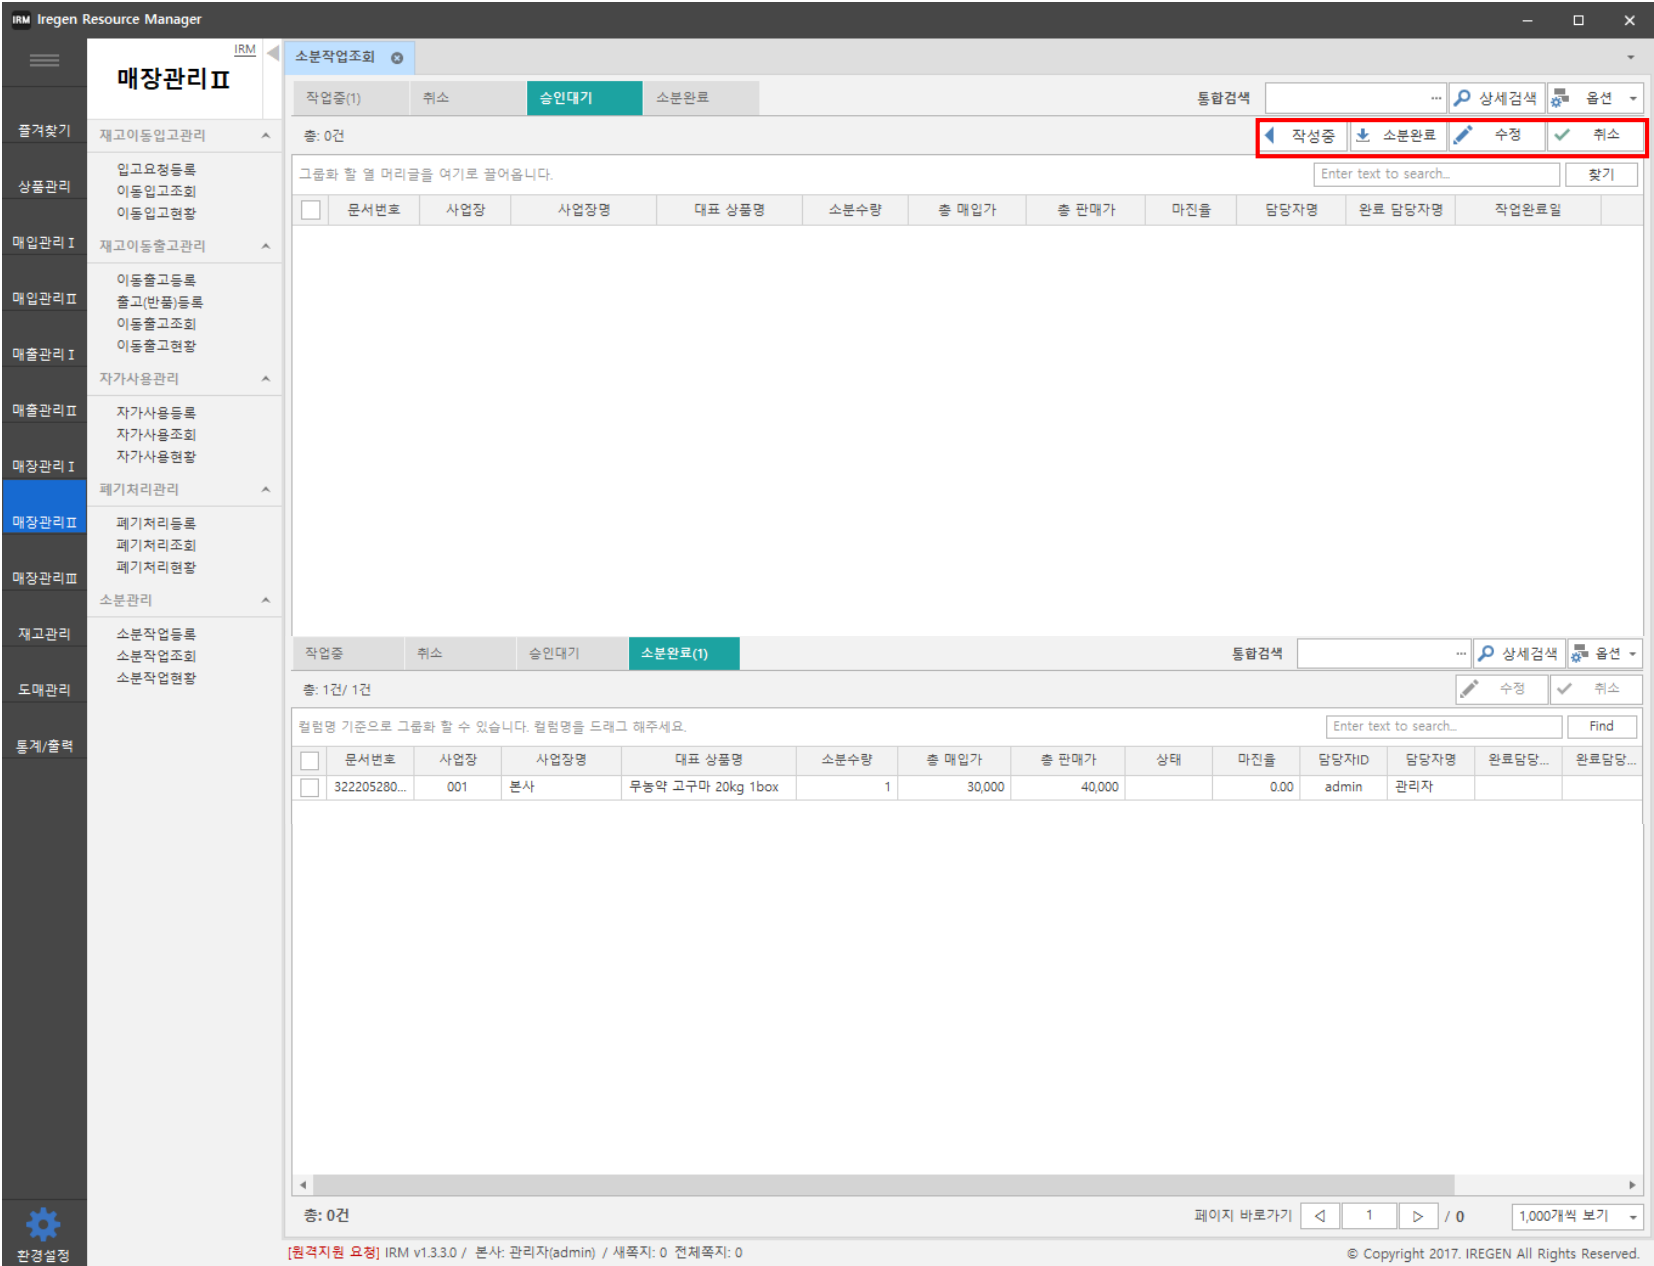 IRM Iregen Resource Manager
즐겨찾기
상품관리
매입관리Ⅰ
매입관리Ⅱ
매출관리Ⅰ
매출관리Ⅱ
매장관리Ⅰ
매장관리Ⅱ
매장관리Ⅲ
재고관리
도매관리
통계/출력
환경설정
IRM
매장관리Ⅱ
재고이동입고관리
입고요청등록
이동입고조회
이동입고현황
재고이동출고관리
이동출고등록
출고(반품)등록
이동출고조회
이동출고현황
자가사용관리
자가사용등록
자가사용조회
자가사용현황
폐기처리관리
폐기처리등록
폐기처리조회
폐기처리현황
소분관리
소분작업등록
소분작업조회
소분작업현황
소분작업조회
작업중(1) 취소 승인대기 소분완료 통합검색 ... 상세검색 옵션
총: 0건 작성중 소분완료 수정 취소
그룹화 할 열 머리글을 여기로 끌어옵니다. Enter text to search... 찾기
문서번호 사업장 사업장명 대표 상품명 소분수량 총 매입가 총 판매가 마진율 담당자명 완료 담당자명 작업완료일
작업중 취소 승인대기 소분완료(1) 통합검색 ... 상세검색 옵션
총: 1건/ 1건 수정 취소
컬럼명 기준으로 그룹화 할 수 있습니다. 컬럼명을 드래그 해주세요. Enter text to search... Find
문서번호 사업장 사업장명 대표 상품명 소분수량 총 매입가 총 판매가 상태 마진율 담당자ID 담당자명 완료담당... 완료담당...
322205280... 001 본사 무농약 고구마 20kg 1box 1 30,000 40,000 0.00 admin 관리자
총: 0건 페이지 바로가기 1 / 0 1,000개씩 보기
[원격지원 요청] IRM v1.3.3.0 / 본사: 관리자(admin) / 새쪽지: 0 전체쪽지: 0 © Copyright 2017. IREGEN All Rights Reserved.